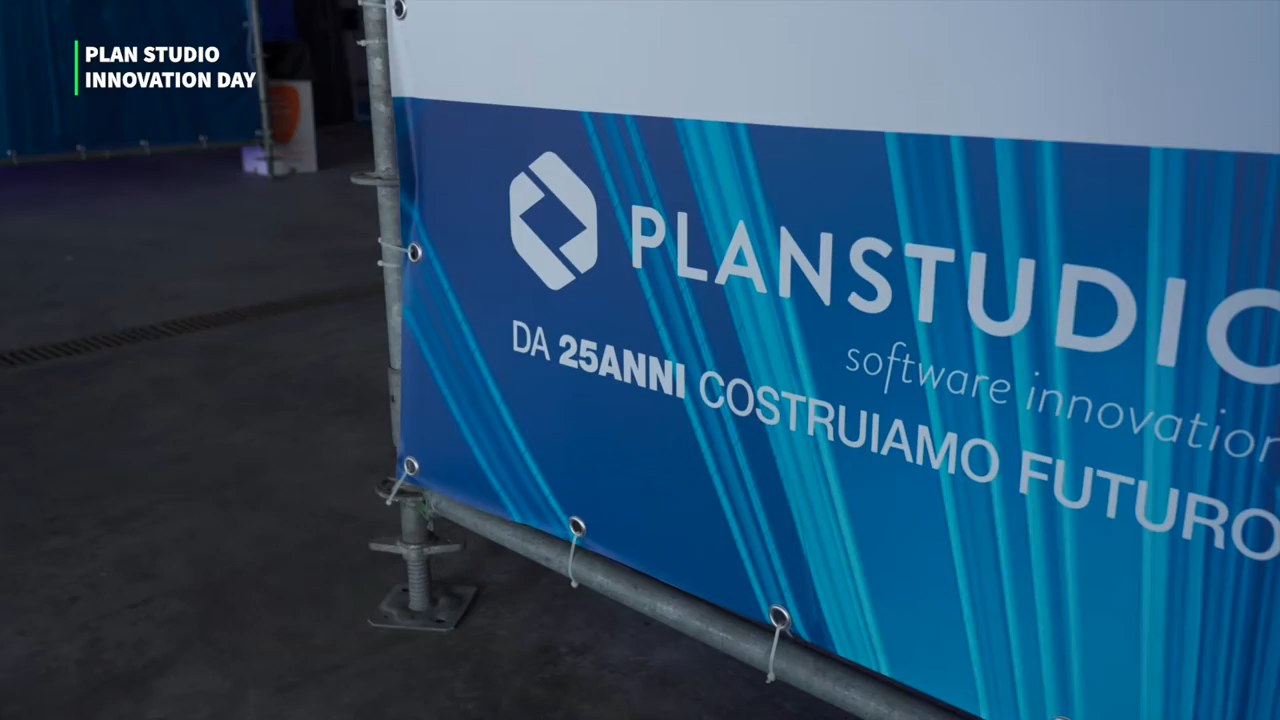 PLAN STUDIO
INNOVATION DAY
PLANSTUDIO
software innovation
DA 25ANNI COSTRUIAMO FUTURO